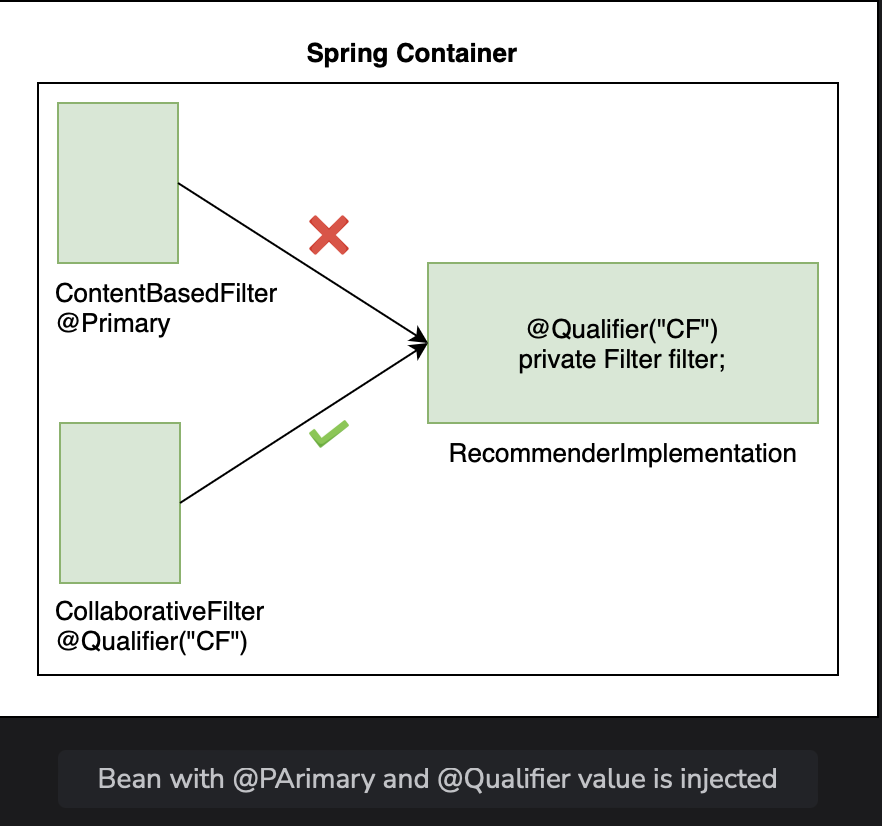 Spring Container
ContentBasedFilter
@Primary
@Qualifier("CF")
private Filter filter;
RecommenderImplementation
CollaborativeFilter
@Qualifier("CF")
Bean with @PArimary and @Qualifier value is injected